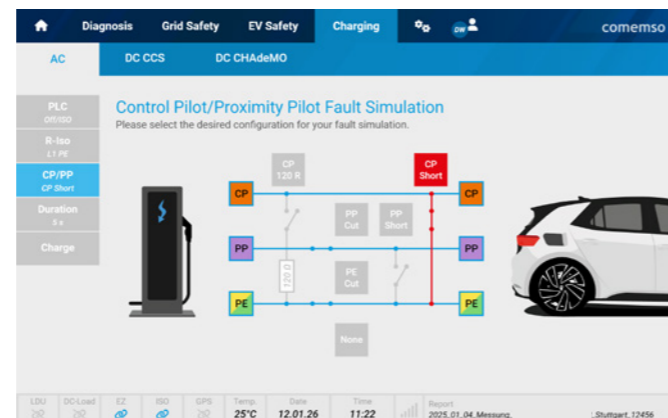 Diagnosis Grid Safety EV Safety Charging DW comemso
AC DC CCS DC CHAdeMO
PLC
Off/ISO
R-Iso
L1 PE
CP/PP
CP Short
Duration
5 x
Charge
Control Pilot/Proximity Pilot Fault Simulation
Please select the desired configuration for your fault simulation.
CP
120 R
CP
Short
CP CP
PP
Cut
PP
Short
PP PP
120 Ω
PE
Cut
PE PE
None
LDU DC-Load EZ ISO GPS Temp. Date Time Report
25°C 12.01.26 11:22 2025_01_04_Messung, Stuttgart, 12456